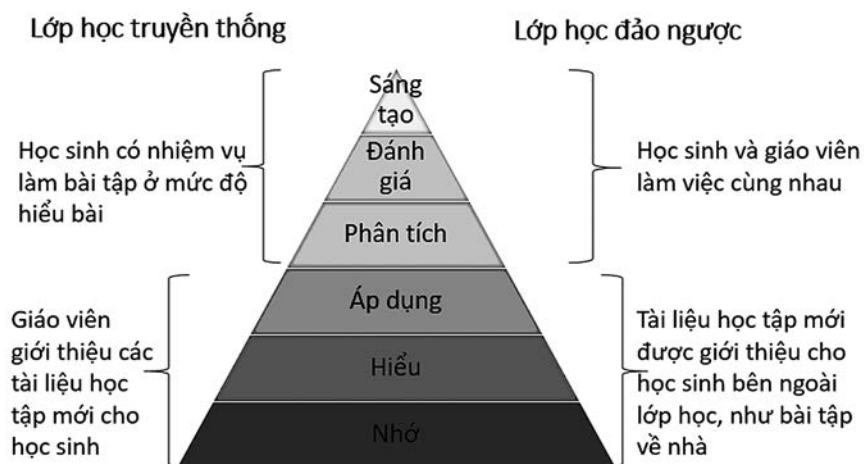 Lớp học truyền thống
Lớp học đảo ngược
Học sinh có nhiệm vụ
làm bài tập ở mức độ
hiểu bài
Giáo viên
giới thiệu các
tài liệu học
tập mới cho
học sinh
Sáng
tạo
Đánh
giá
Phân tích
Áp dụng
Hiểu
Nhớ
Học sinh và giáo viên
làm việc cùng nhau
Tài liệu học tập mới
được giới thiệu cho
học sinh bên ngoài
lớp học, như bài tập
về nhà